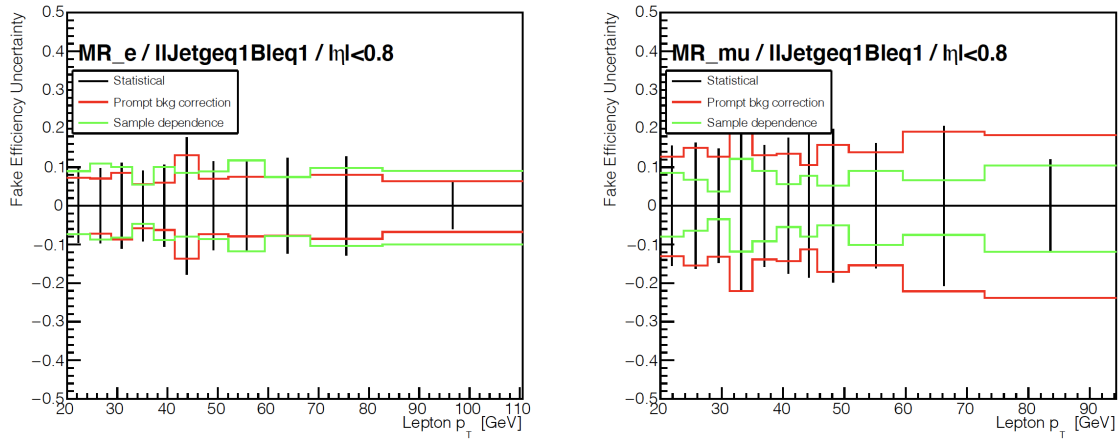 Fake Efficiency Uncertainty
0.5
0.4
0.3
0.2
0.1
0
−0.1
−0.2
−0.3
−0.4
−0.5
MR_e / llJetgeq1Bleq1 / |η|<0.8
Statistical
Prompt bkg correction
Sample dependence
20 30 40 50 60 70 80 90 100 110
Lepton p_T [GeV]
Fake Efficiency Uncertainty
0.5
0.4
0.3
0.2
0.1
0
−0.1
−0.2
−0.3
−0.4
−0.5
MR_mu / llJetgeq1Bleq1 / |η|<0.8
Statistical
Prompt bkg correction
Sample dependence
20 30 40 50 60 70 80 90
Lepton p_T [GeV]